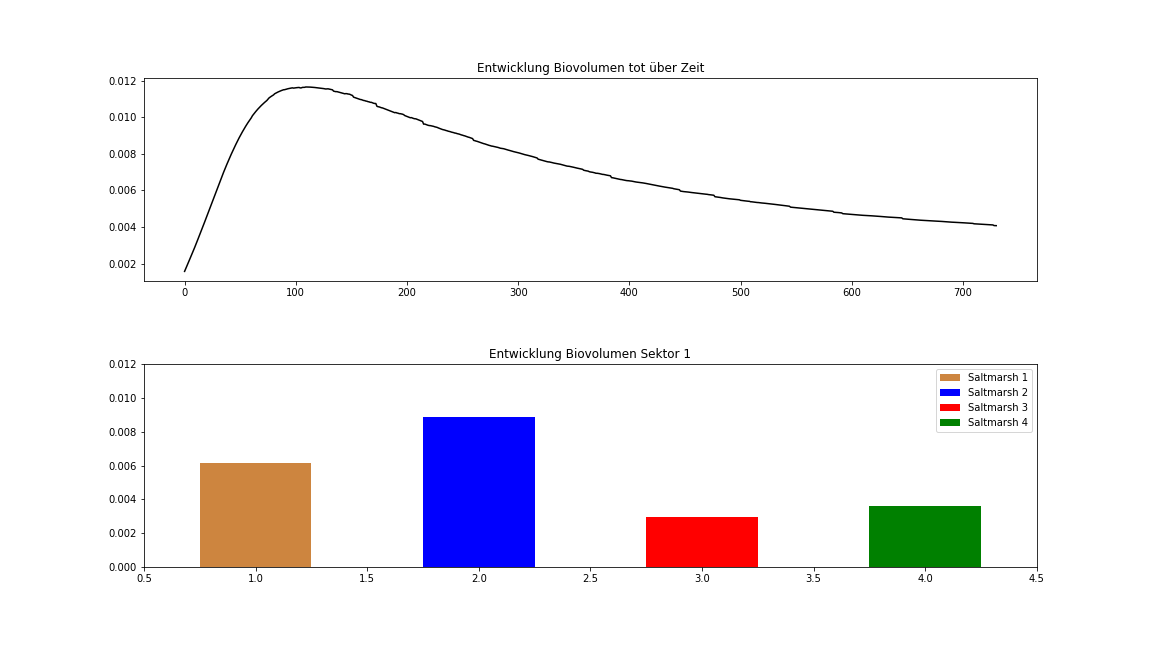 Entwicklung Biovolumen tot über Zeit
0.012
0.010
0.008
0.006
0.004
0.002
0 100 200 300 400 500 600 700
Entwicklung Biovolumen Sektor 1
0.012
0.010
0.008
0.006
0.004
0.002
0.000
Saltmarsh 1
Saltmarsh 2
Saltmarsh 3
Saltmarsh 4
0.5 1.0 1.5 2.0 2.5 3.0 3.5 4.0 4.5